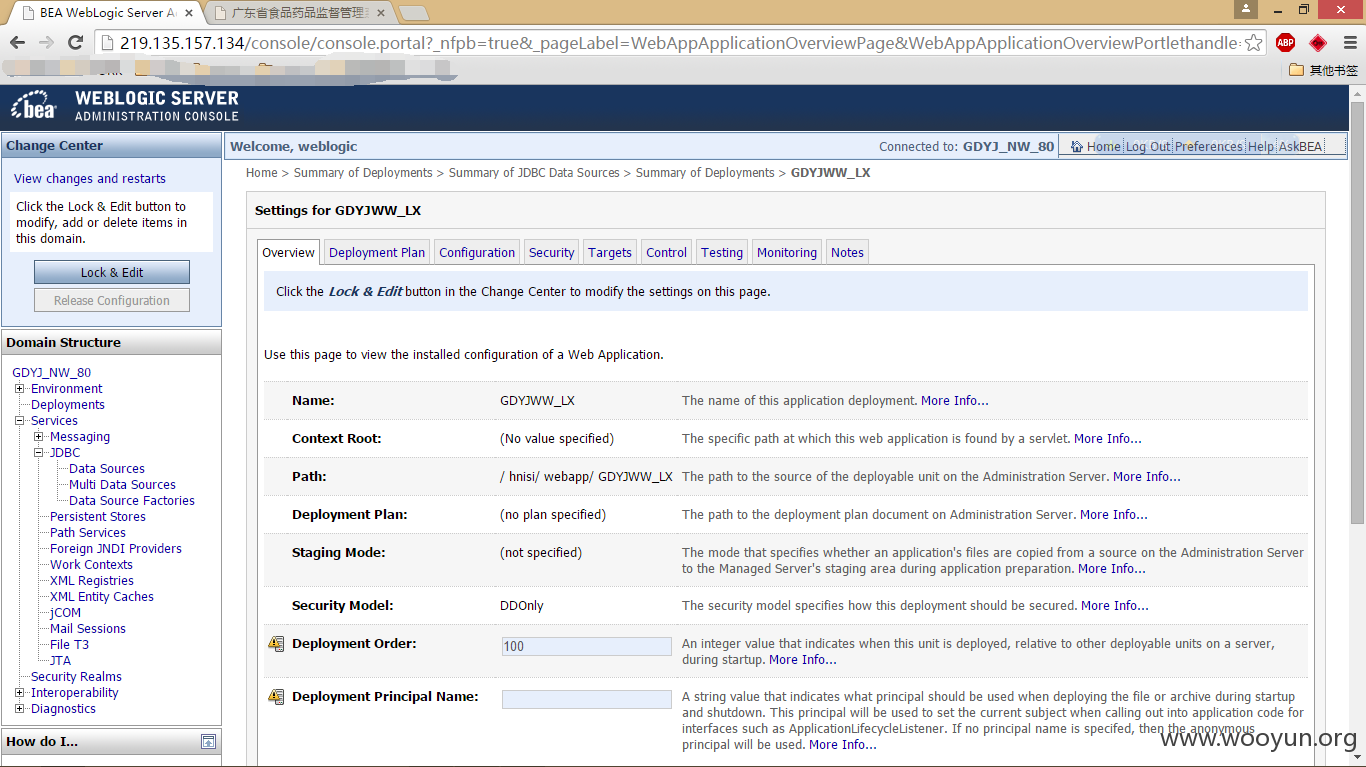 BEA WebLogic Server A
广东省食品药品监督管理
219.135.157.134/console/console.portal?_nfpb=true&_pageLabel=WebAppApplicationOverviewPage&WebAppApplicationOverviewPortlethandle
ABP
其他书签
bea
WEBLOGIC SERVER
ADMINISTRATION CONSOLE
Change Center
View changes and restarts
Click the Lock & Edit button to
modify, add or delete items in
this domain.
Lock & Edit
Release Configuration
Domain Structure
GDYJ_NW_80
Environment
Deployments
Services
Messaging
JDBC
Data Sources
Multi Data Sources
Data Source Factories
Persistent Stores
Path Services
Foreign JNDI Providers
Work Contexts
XML Registries
XML Entity Caches
jCOM
Mail Sessions
File T3
JTA
Security Realms
Interoperability
Diagnostics
How do I...
Welcome, weblogic
Connected to: GDYJ_NW_80
Home Log Out Preferences Help AskBEA
Home > Summary of Deployments > Summary of JDBC Data Sources > Summary of Deployments > GDYJWW_LX
Settings for GDYJWW_LX
Overview Deployment Plan Configuration Security Targets Control Testing Monitoring Notes
Click the Lock & Edit button in the Change Center to modify the settings on this page.
Use this page to view the installed configuration of a Web Application.
Name: GDYJWW_LX The name of this application deployment. More Info...
Context Root: (No value specified) The specific path at which this web application is found by a servlet. More Info...
Path: / hnisi/ webapp/ GDYJWW_LX The path to the source of the deployable unit on the Administration Server. More Info...
Deployment Plan: (no plan specified) The path to the deployment plan document on Administration Server. More Info...
Staging Mode: (not specified) The mode that specifies whether an application's files are copied from a source on the Administration Server
to the Managed Server's staging area during application preparation. More Info...
Security Model: DDOnly The security model specifies how this deployment should be secured. More Info...
Deployment Order: 100 An integer value that indicates when this unit is deployed, relative to other deployable units on a server,
during startup. More Info...
Deployment Principal Name: A string value that indicates what principal should be used when deploying the file or archive during startup
and shutdown. This principal will be used to set the current subject when calling out into application code for
interfaces such as ApplicationLifecycleListener. If no principal name is specifed, then the anonymous
principal will be used. More Info...
www.wooyun.org